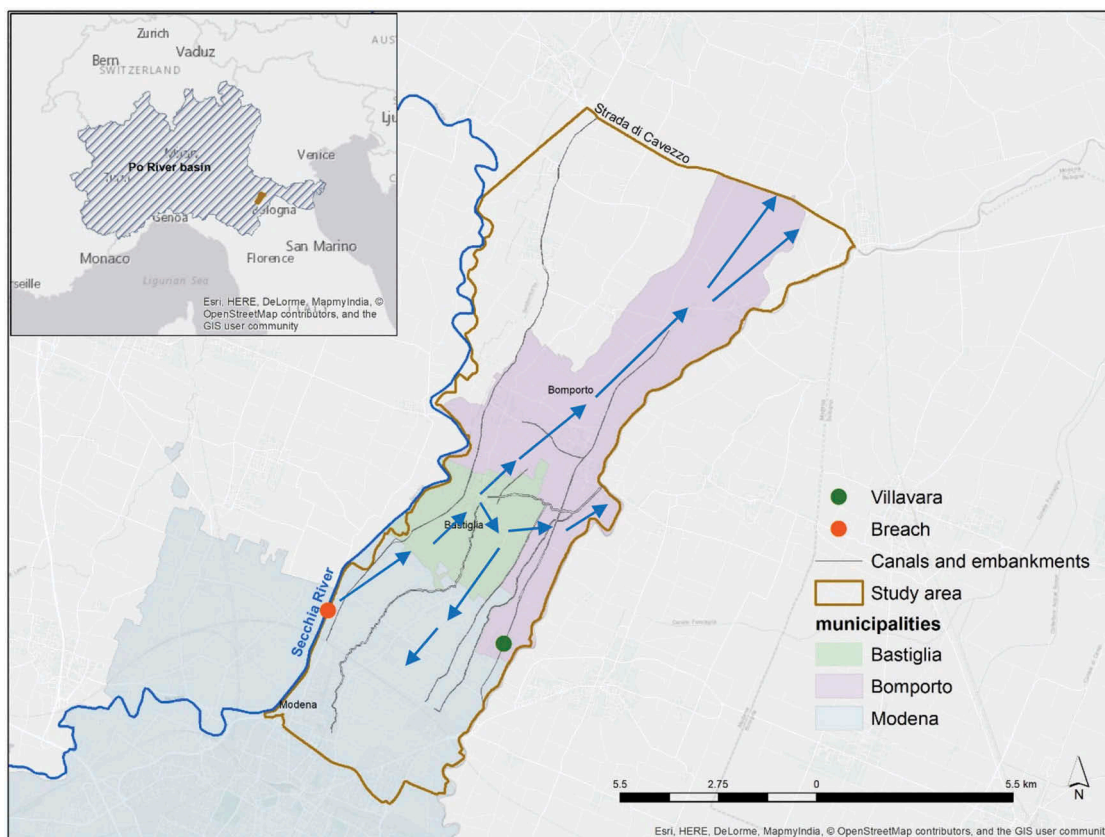 Zurich
Bern
Vaduz
SWITZERLAND
AUS
Lju
Venice
Po River basin
Genoa
Bologna
San Marino
Monaco
Florence
Ligurian Sea
Esri, HERE, DeLorme, MapmyIndia, ©
OpenStreetMap contributors, and the
GIS user community
Strada di Cavezzo
Bomporto
Bastiglia
Secchia River
Modena
Villavara
Breach
Canals and embankments
Study area
municipalities
Bastiglia
Bomporto
Modena
5.5 2.75 0 5.5 km
N
Esri, HERE, DeLorme, MapmyIndia, © OpenStreetMap contributors, and the GIS user communit